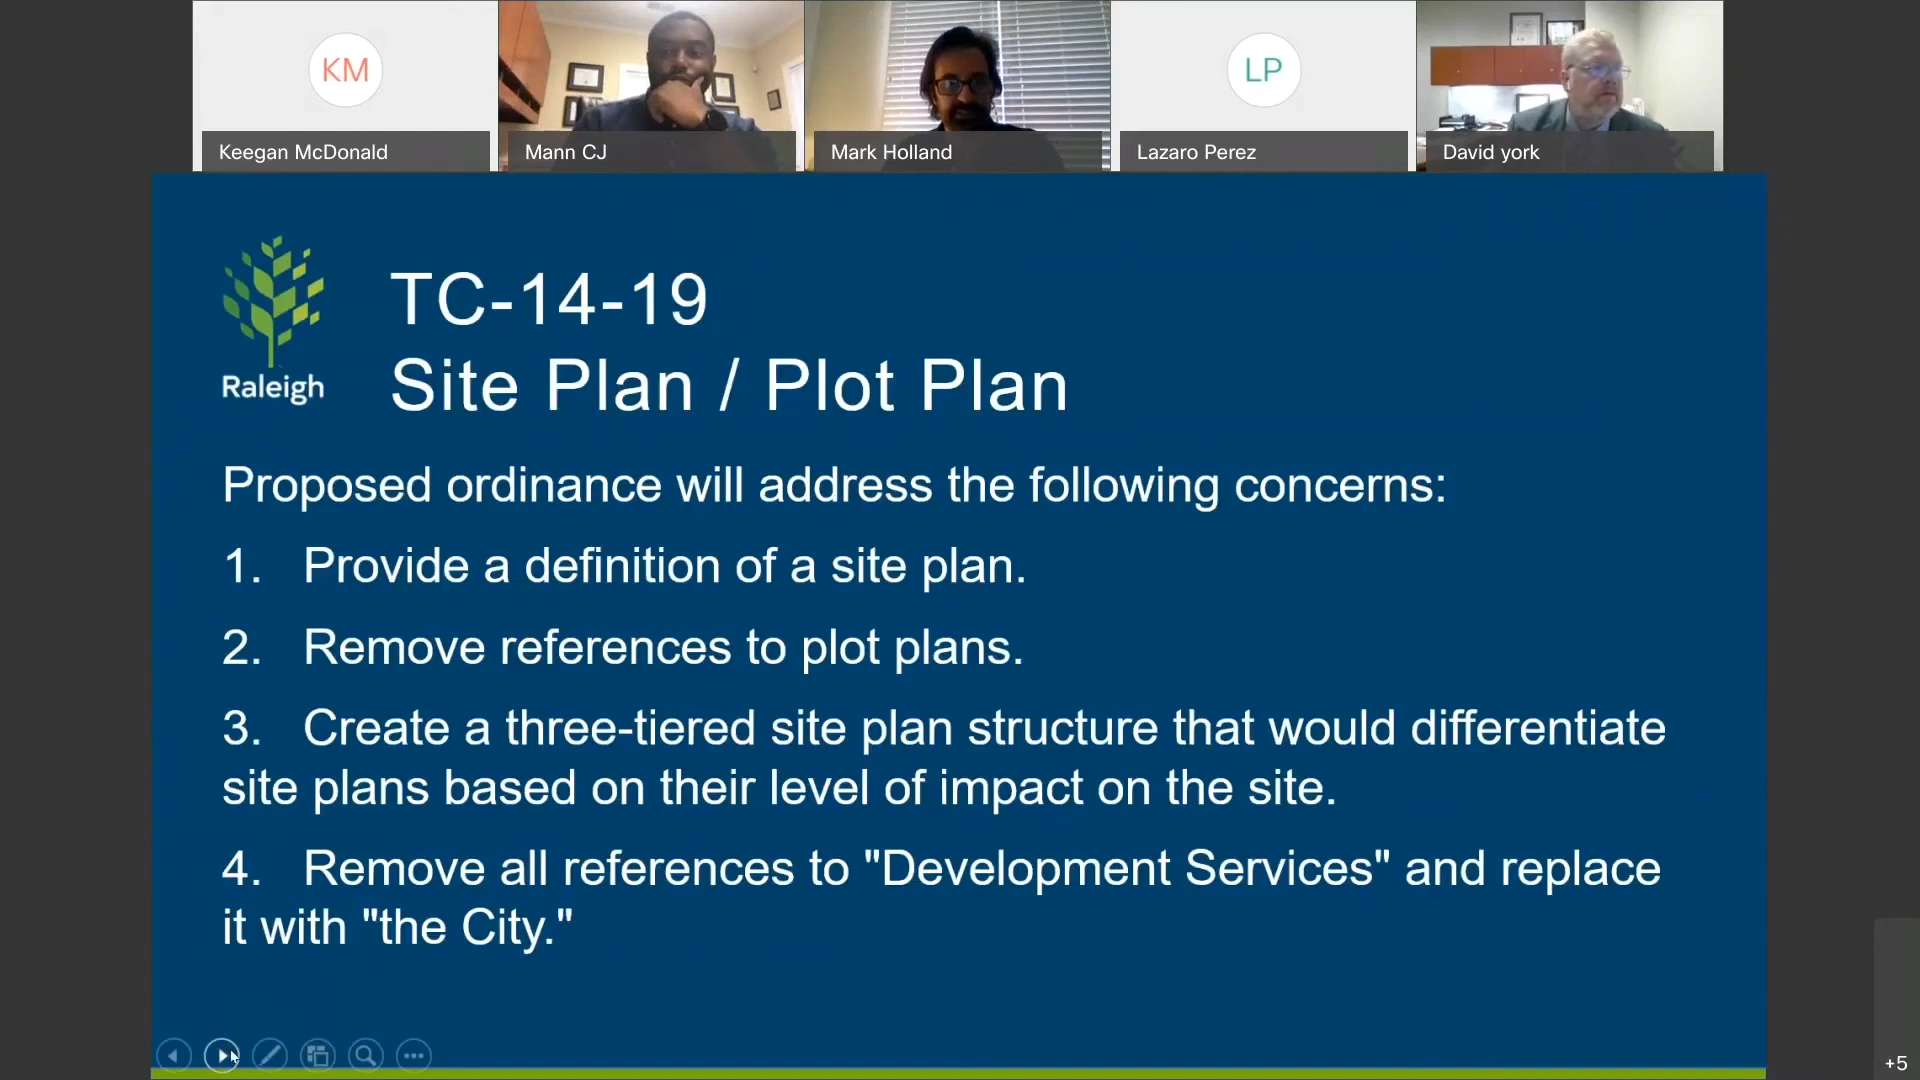 KM
LP
Keegan McDonald
Mann CJ
Mark Holland
Lazaro Perez
David york
Raleigh
TC-14-19
Site Plan / Plot Plan
Proposed ordinance will address the following concerns:
1. Provide a definition of a site plan.
2. Remove references to plot plans.
3. Create a three-tiered site plan structure that would differentiate
site plans based on their level of impact on the site.
4. Remove all references to "Development Services" and replace
it with "the City."
+5